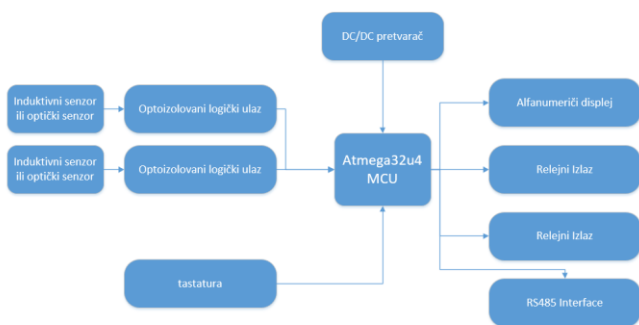 DC/DC pretvarač
Induktivni senzor
ili optički senzor
Optoizolovani logički ulaz
Alfanumeriči displej
Induktivni senzor
ili optički senzor
Optoizolovani logički ulaz
Atmega32u4
MCU
Relejni Izlaz
Relejni Izlaz
tastatura
RS485 Interface